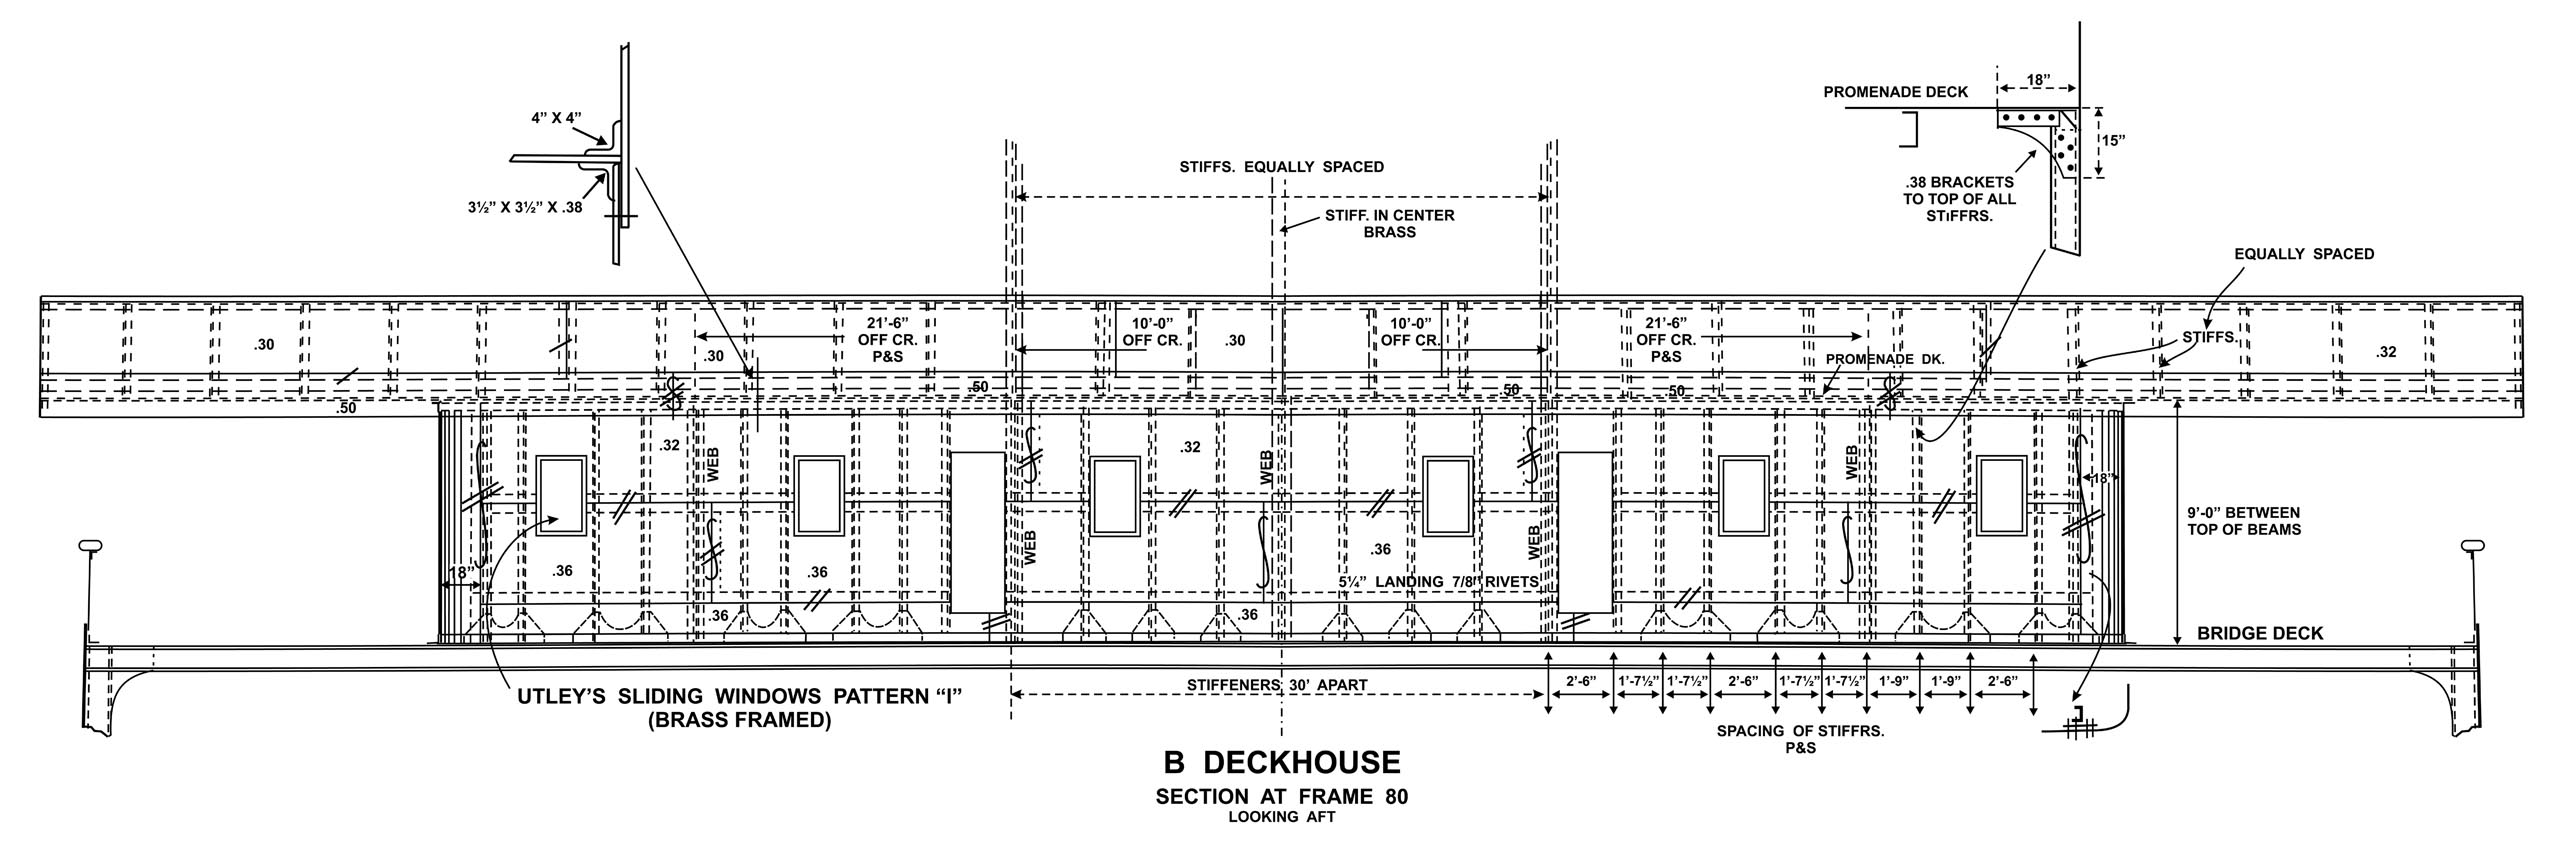 4” X 4”
3½” X 3½” X .38
STIFFS. EQUALLY SPACED
STIFF. IN CENTER
BRASS
PROMENADE DECK
18”
15”
.38 BRACKETS
TO TOP OF ALL
STiFFRS.
EQUALLY SPACED
STIFFS.
.30
.50
.30
21’-6”
OFF CR.
P&S
.50
10’-0”
OFF CR.
.30
10’-0”
OFF CR.
.50
21’-6”
OFF CR.
P&S
.50
PROMENADE DK.
.32
.32
WEB
WEB
.32
WEB
WEB
WEB
18”
9’-0” BETWEEN
TOP OF BEAMS
18”
.36
.36
.36
.36
.36
5¼” LANDING 7/8” RIVETS
BRIDGE DECK
UTLEY’S SLIDING WINDOWS PATTERN “I”
(BRASS FRAMED)
STIFFENERS 30’ APART
2’-6” 1’-7½” 1’-7½” 2’-6” 1’-7½” 1’-7½” 1’-9” 1’-9” 2’-6”
SPACING OF STIFFRS.
P&S
B DECKHOUSE
SECTION AT FRAME 80
LOOKING AFT